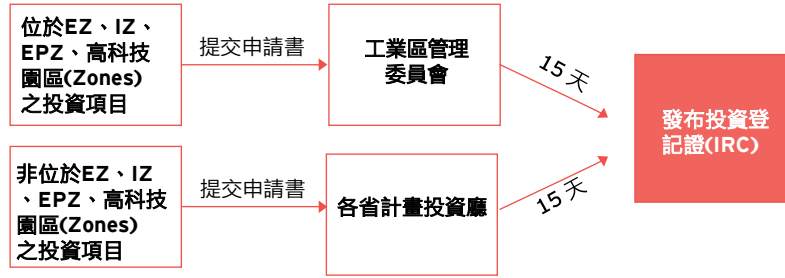 位於EZ、IZ、
EPZ、高科技
園區(Zones)
之投資項目
提交申請書
工業區管理
委員會
15 天
非位於EZ、IZ
、EPZ、高科技
園區(Zones)
之投資項目
提交申請書
各省計畫投資廳
15 天
發布投資登
記證(IRC)